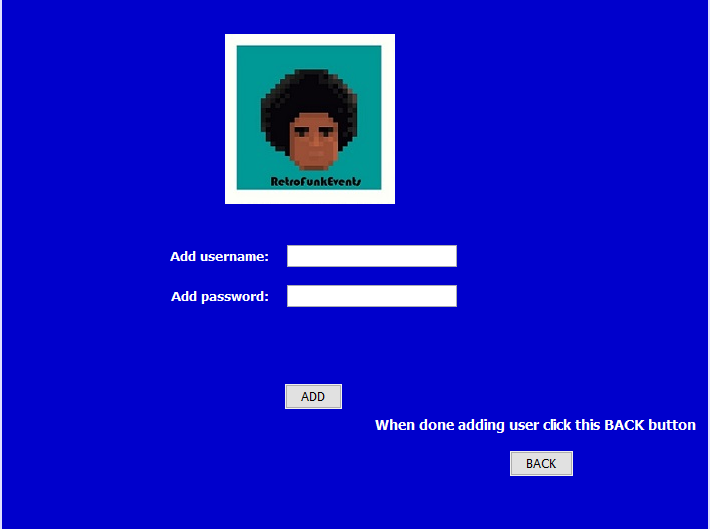 RetroFunkEvents
Add username:
Add password:
ADD
When done adding user click this BACK button
BACK